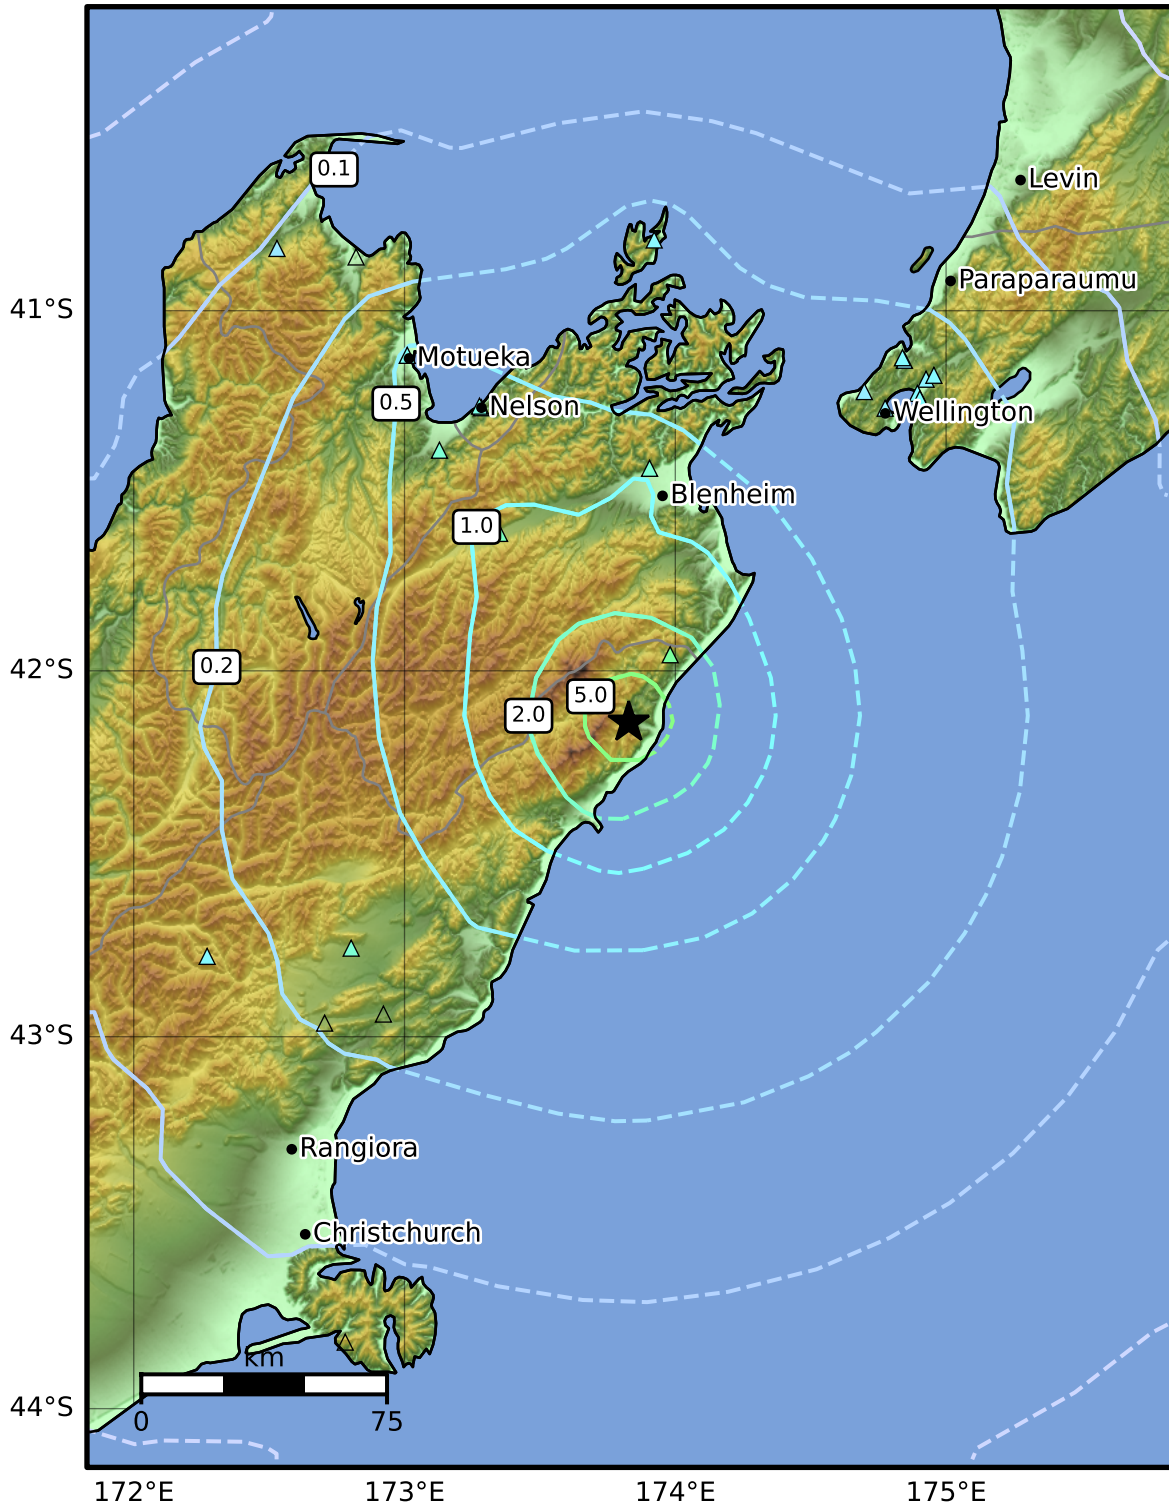 0.1
Levin
Paraparaumu
41°S
Motueka
0.5
Nelson
Wellington
Blenheim
1.0
42°S
0.2
5.0
2.0
43°S
Rangiora
Christchurch
km
0 75
44°S
172°E 173°E 174°E 175°E